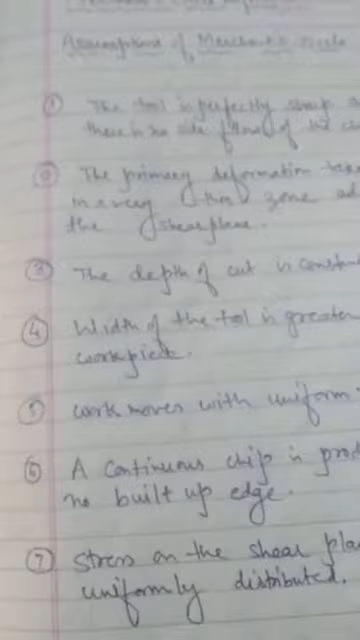 Assumptions of Merchant's circle
① The tool is perfectly sharp
there is no side flow of the
② The primary deformation
in a very thin zone
the shear plane.
③ The depth of cut is
④ Width of the tool is greater
workpiece.
⑤ work moves with uniform
⑥ A continuous chip is
no built up edge.
⑦ stress on the shear
uniformly distributed.